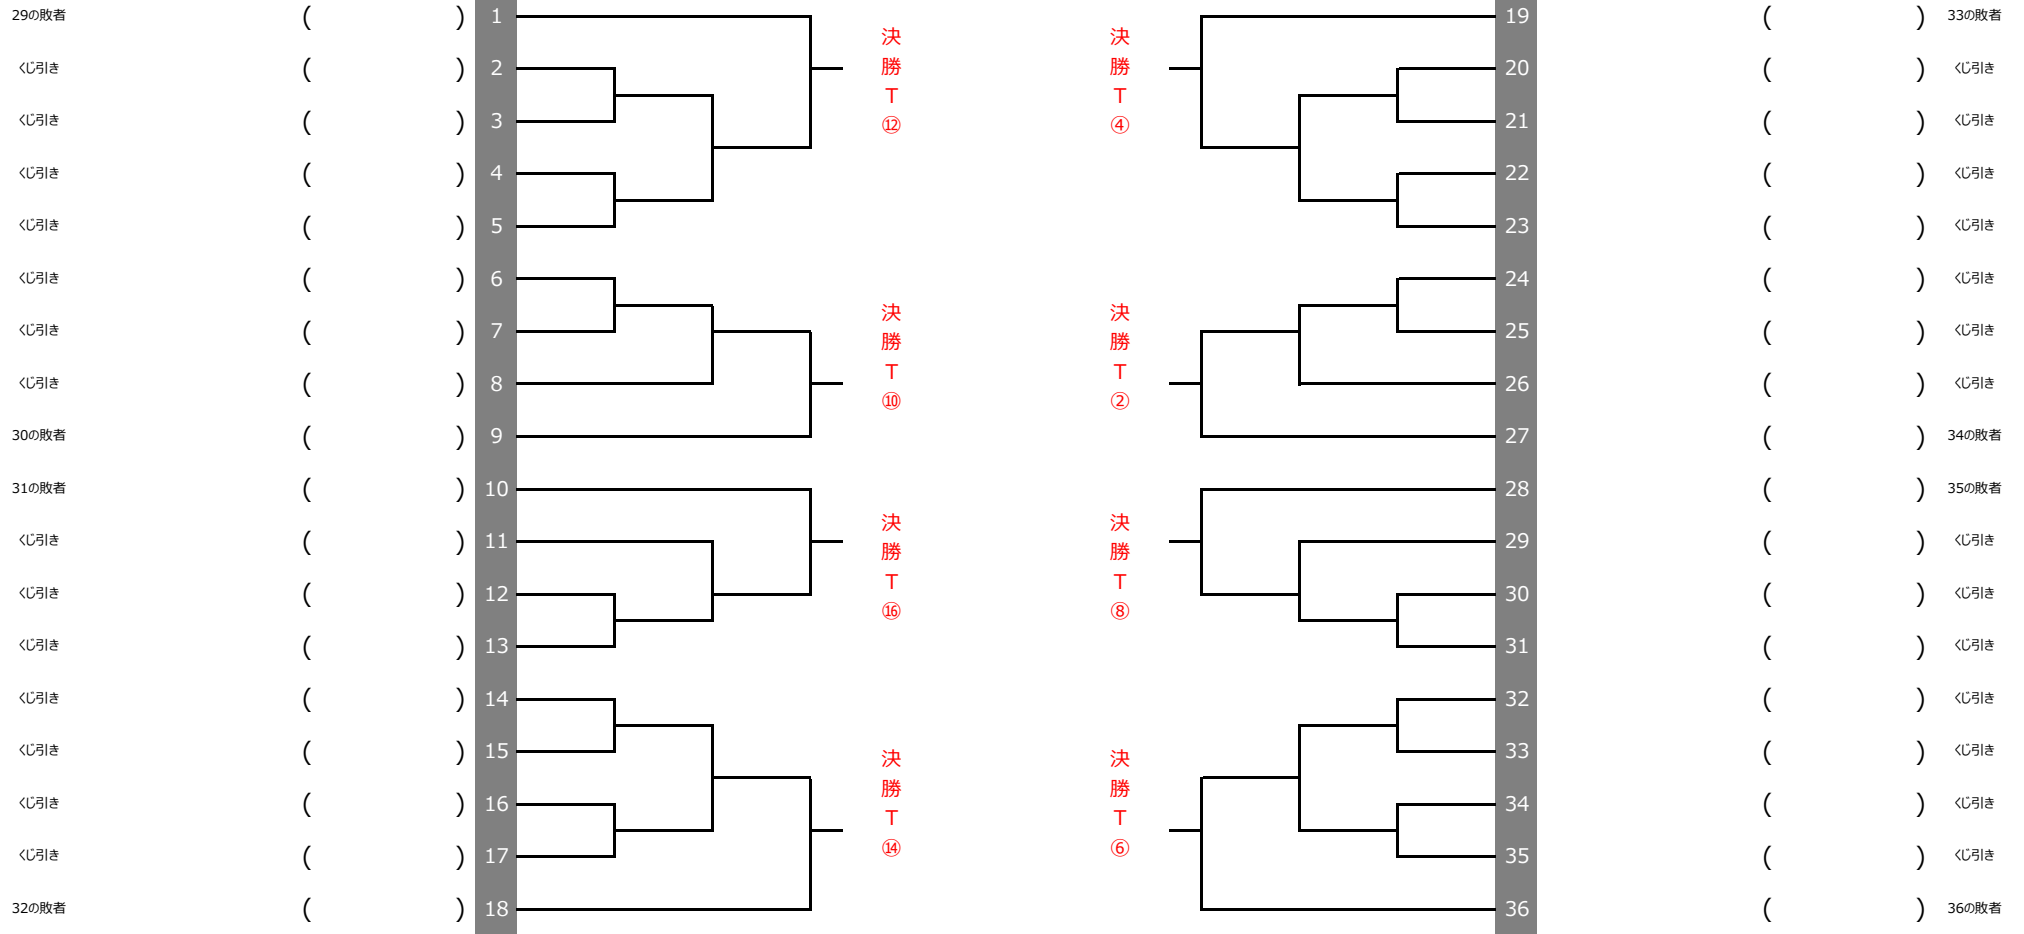 29の敗者 ( ) 1
くじ引き ( ) 2
くじ引き ( ) 3
くじ引き ( ) 4
くじ引き ( ) 5
くじ引き ( ) 6
くじ引き ( ) 7
くじ引き ( ) 8
30の敗者 ( ) 9
31の敗者 ( ) 10
くじ引き ( ) 11
くじ引き ( ) 12
くじ引き ( ) 13
くじ引き ( ) 14
くじ引き ( ) 15
くじ引き ( ) 16
くじ引き ( ) 17
32の敗者 ( ) 18
決勝T⑫
決勝T⑩
決勝T⑯
決勝T⑭
決勝T④
決勝T②
決勝T⑧
決勝T⑥
19 ( ) 33の敗者
20 ( ) くじ引き
21 ( ) くじ引き
22 ( ) くじ引き
23 ( ) くじ引き
24 ( ) くじ引き
25 ( ) くじ引き
26 ( ) くじ引き
27 ( ) 34の敗者
28 ( ) 35の敗者
29 ( ) くじ引き
30 ( ) くじ引き
31 ( ) くじ引き
32 ( ) くじ引き
33 ( ) くじ引き
34 ( ) くじ引き
35 ( ) くじ引き
36 ( ) 36の敗者